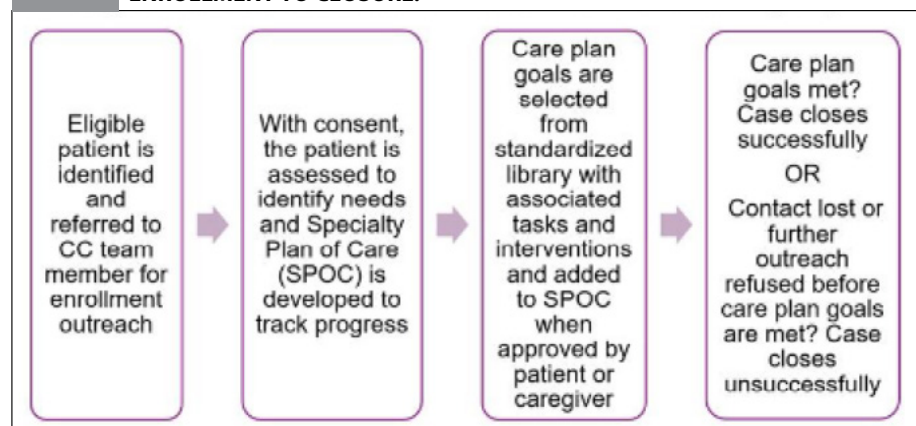 Eligible
patient is
identified
and
referred to
CC team
member for
enrollment
outreach
With consent,
the patient is
assessed to
identify needs
and Specialty
Plan of Care
(SPOC) is
developed to
track progress
Care plan
goals are
selected
from
standardized
library with
associated
tasks and
interventions
and added
to SPOC
when
approved by
patient or
caregiver
Care plan
goals met?
Case closes
successfully
OR
Contact lost or
further
outreach
refused before
care plan goals
are met? Case
closes
unsuccessfully